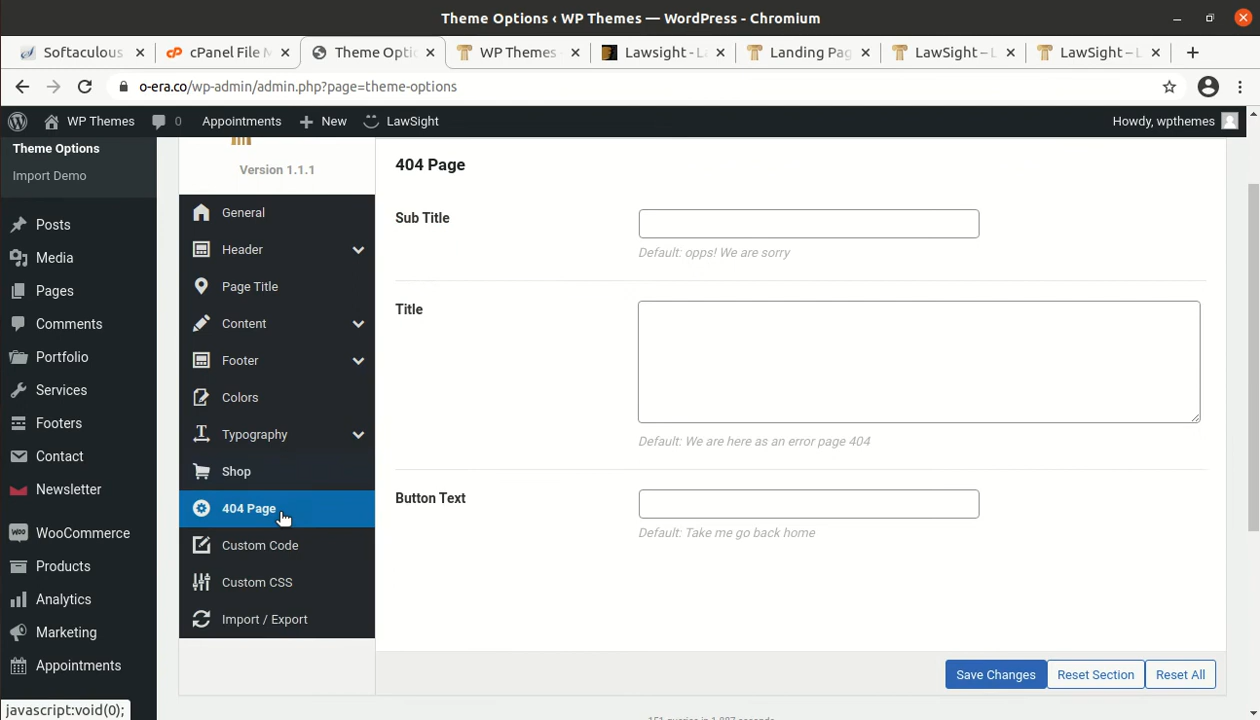 Theme Options ‹ WP Themes — WordPress - Chromium
Softaculous
cPanel File M
Theme Optio
WP Themes
Lawsight - L
Landing Pag
LawSight – L
LawSight –
o-era.co/wp-admin/admin.php?page=theme-options
WP Themes
0
Appointments
New
LawSight
Howdy, wpthemes
Theme Options
Import Demo
Posts
Media
Pages
Comments
Portfolio
Services
Footers
Contact
Newsletter
WooCommerce
Products
Analytics
Marketing
Appointments
Version 1.1.1
General
Header
Page Title
Content
Footer
Colors
Typography
Shop
404 Page
Custom Code
Custom CSS
Import / Export
404 Page
Sub Title
Default: opps! We are sorry
Title
Default: We are here as an error page 404
Button Text
Default: Take me go back home
Save Changes
Reset Section
Reset All
javascript:void(0);